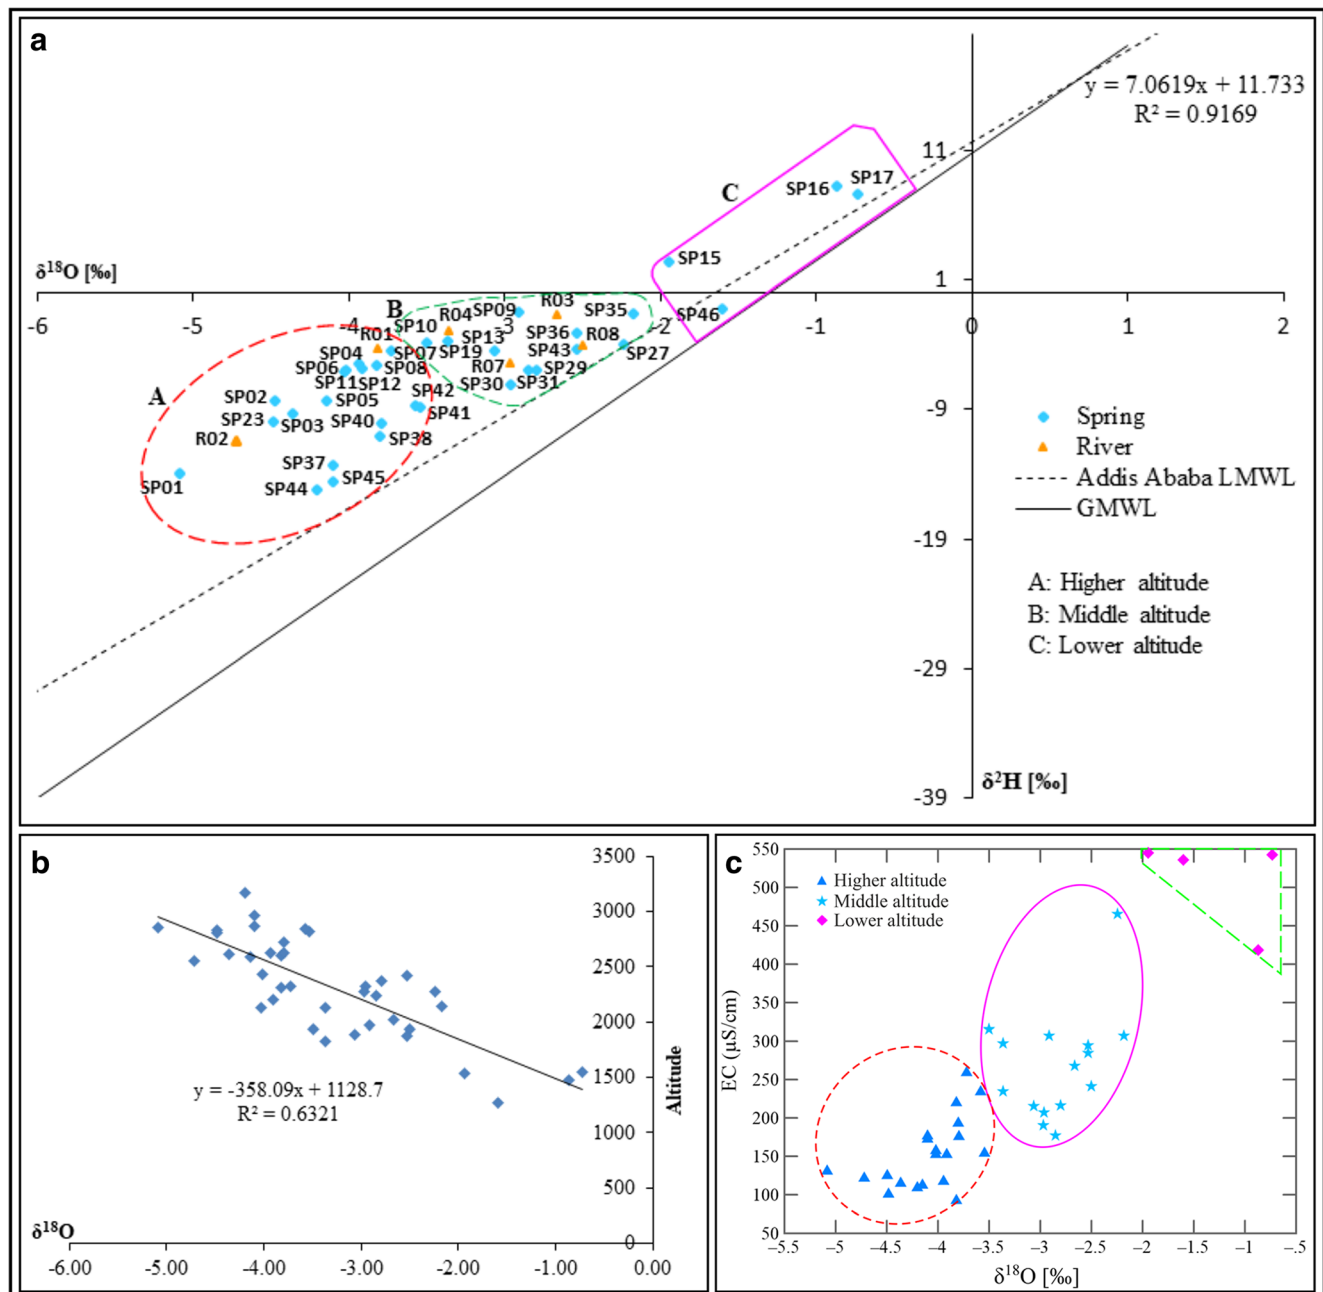 a
y = 7.0619x + 11.733
R² = 0.9169
11
C
SP16
SP17
SP15
δ¹⁸O [‰]
1
-6
-5
-4
-3
-2
-1
0
1
2
B
SP10
R04
SP09
R03
SP35
SP46
R01
SP13
SP36
R08
SP04
SP07
SP19
SP43
SP27
SP06
SP08
R07
SP29
SP11
SP12
SP42
SP30
SP31
A
SP02
SP05
SP41
-9
SP23
SP03
SP40
R02
SP38
SP37
SP01
SP44
SP45
Spring
River
Addis Ababa LMWL
GMWL
-19
A: Higher altitude
B: Middle altitude
C: Lower altitude
-29
δ²H [‰]
-39
b
3500
3000
2500
2000
1500
1000
500
0
Altitude
y = -358.09x + 1128.7
R² = 0.6321
δ¹⁸O
-6.00
-5.00
-4.00
-3.00
-2.00
-1.00
0.00
c
550
500
450
400
350
300
250
200
150
100
50
EC (µS/cm)
Higher altitude
Middle altitude
Lower altitude
–5.5
–5
–4.5
–4
–3.5
–3
–2.5
–2
–1.5
–1
–.5
δ¹⁸O [‰]